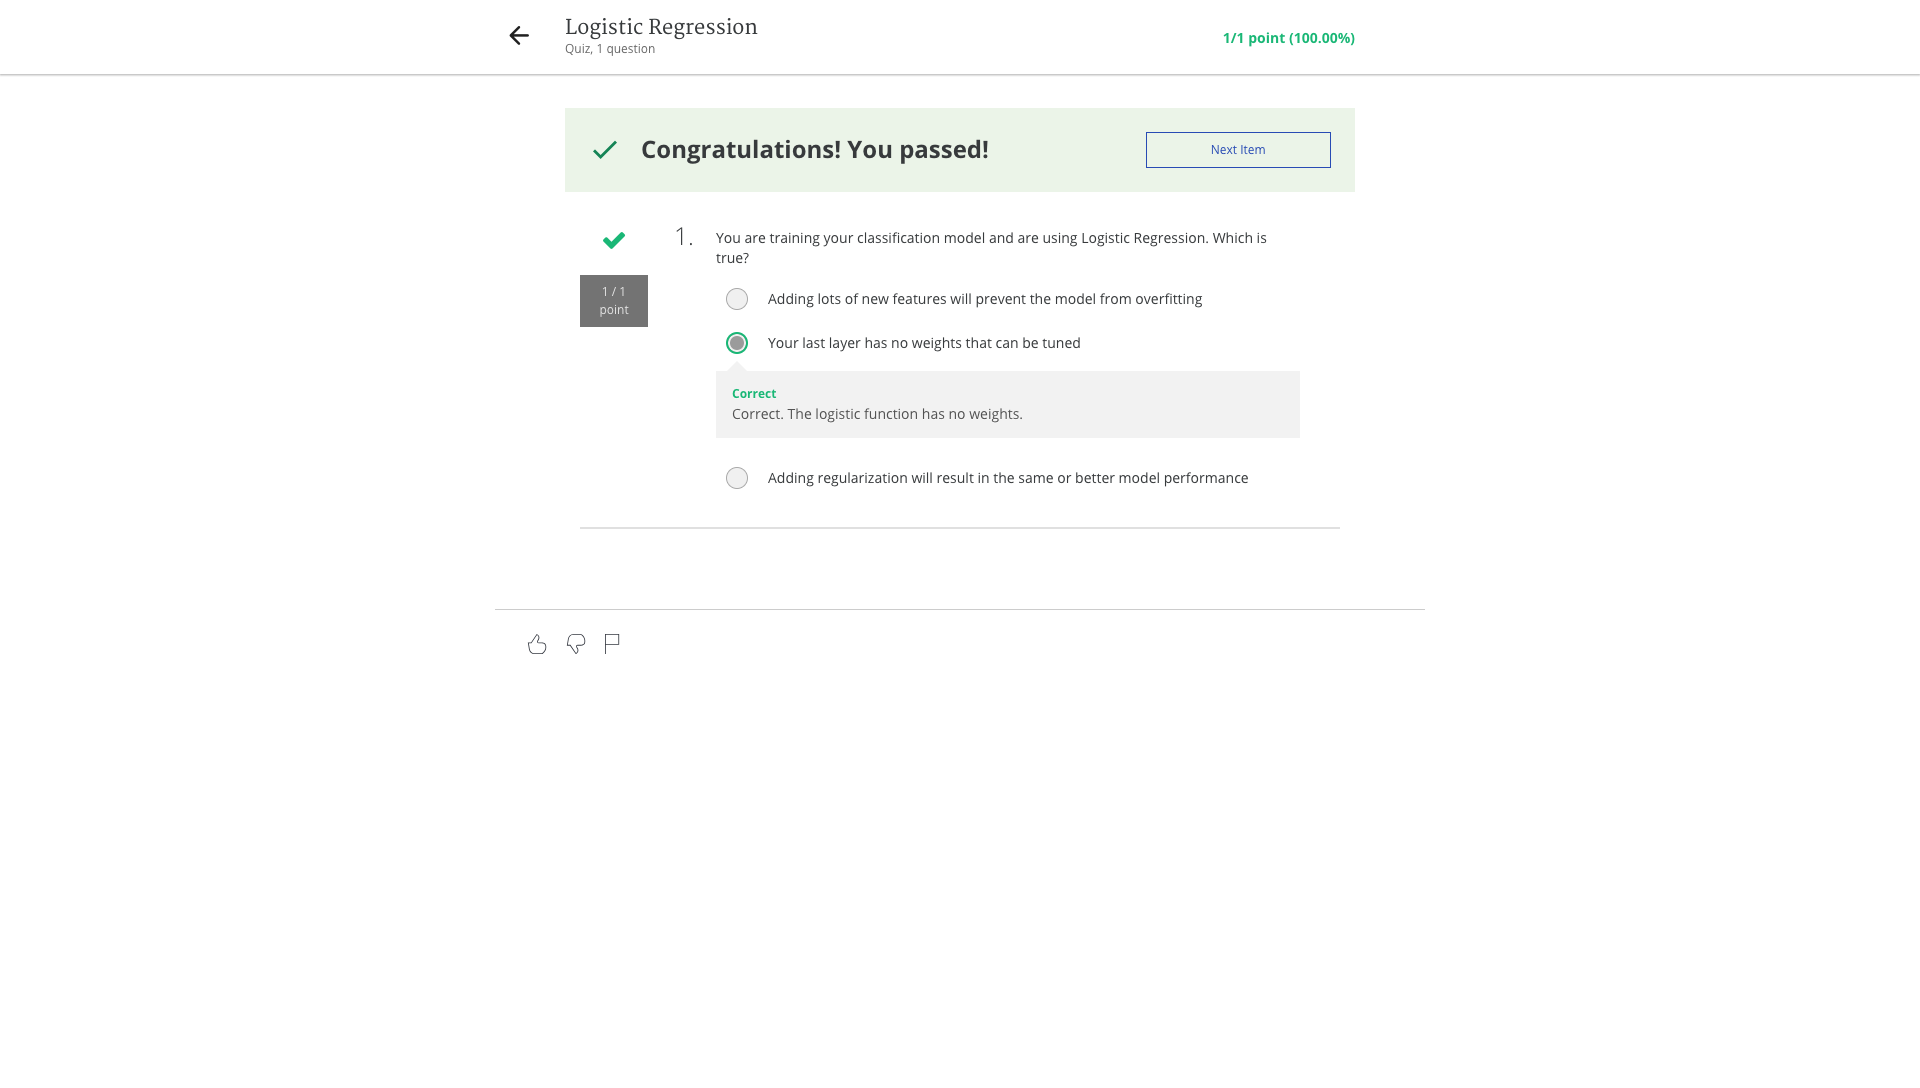 Logistic Regression
Quiz, 1 question
1/1 point (100.00%)
Congratulations! You passed!
Next Item
1 / 1
point
1.
You are training your classification model and are using Logistic Regression. Which is
true?
Adding lots of new features will prevent the model from overfitting
Your last layer has no weights that can be tuned
Correct
Correct. The logistic function has no weights.
Adding regularization will result in the same or better model performance